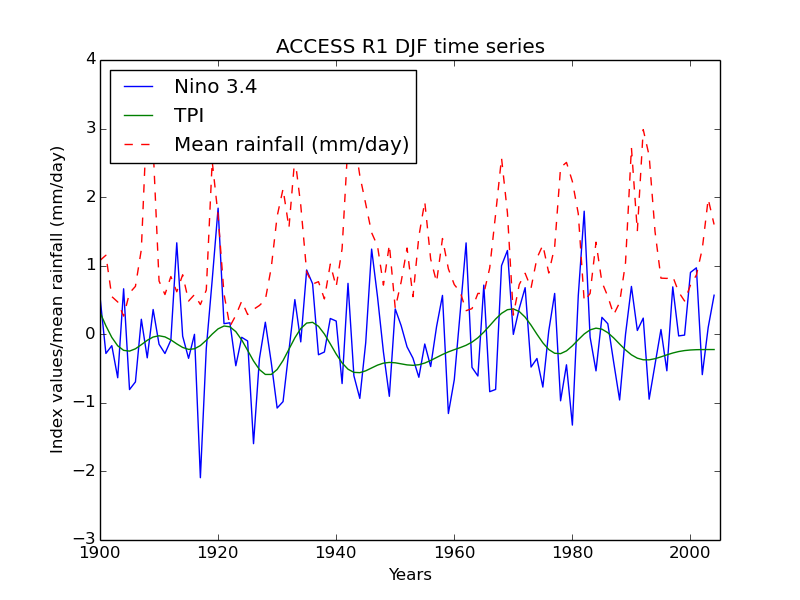 ACCESS R1 DJF time series
Nino 3.4
TPI
Mean rainfall (mm/day)
Index values/mean rainfall (mm/day)
4
3
2
1
0
−1
−2
−3
1900 1920 1940 1960 1980 2000
Years